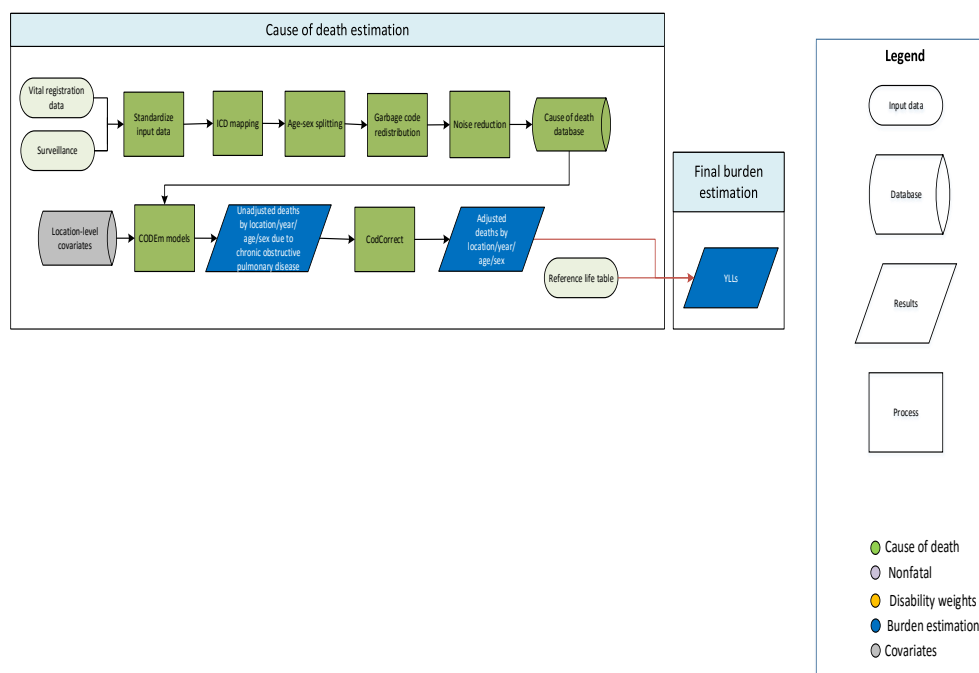 Cause of death estimation
Vital registration
data
Surveillance
Standardize
input data
ICD mapping
Age-sex splitting
Garbage code
redistribution
Noise reduction
Cause of death
database
Location-level
covariates
CODEm models
Unadjusted deaths
by location/year/
age/sex due to
chronic obstructive
pulmonary disease
CodCorrect
Adjusted
deaths by
location/year/
age/sex
Reference life table
Final burden
estimation
YLLs
Legend
Input data
Database
Results
Process
Cause of death
Nonfatal
Disability weights
Burden estimation
Covariates